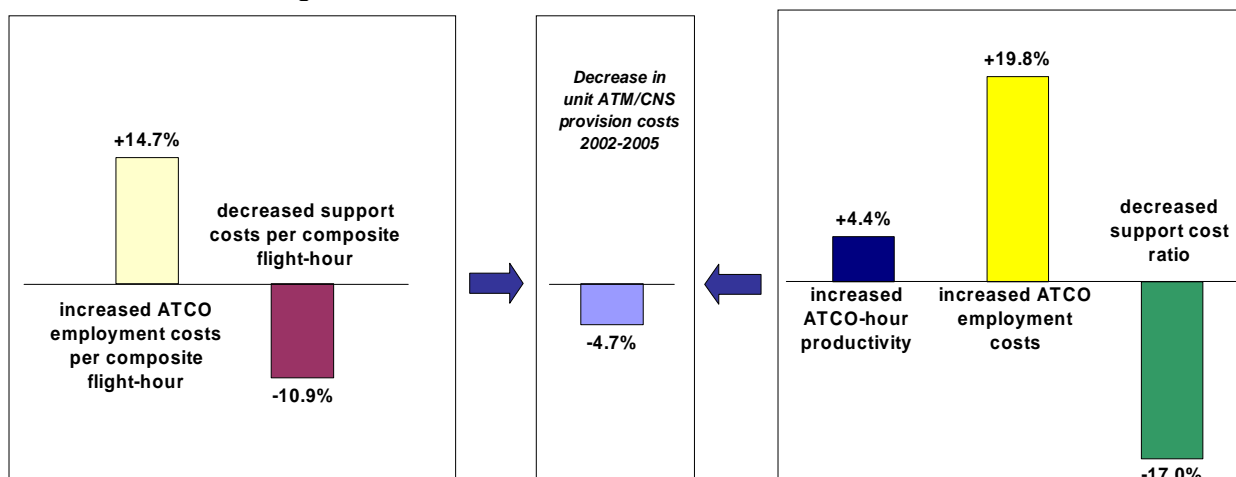 +14.7%
decreased support
costs per composite
flight-hour
increased ATCO
employment costs
per composite
flight-hour
-10.9%
Decrease in
unit ATM/CNS
provision costs
2002-2005
-4.7%
+19.8%
+4.4%
decreased
support cost
ratio
increased
ATCO-hour
productivity
increased ATCO
employment
costs
-17.0%